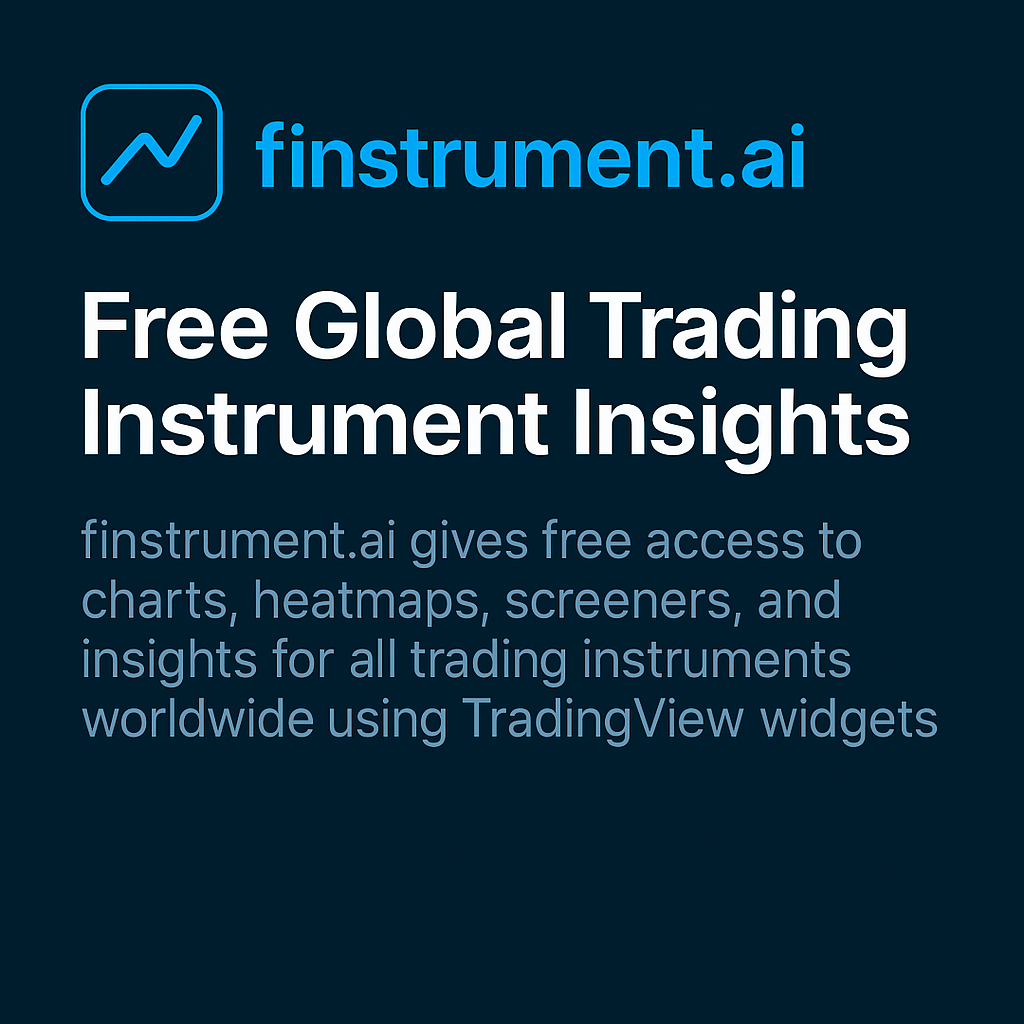 finstrument.ai
Free Global Trading
Instrument Insights
finstrument.ai gives free access to
charts, heatmaps, screeners, and
insights for all trading instruments
worldwide using TradingView widgets